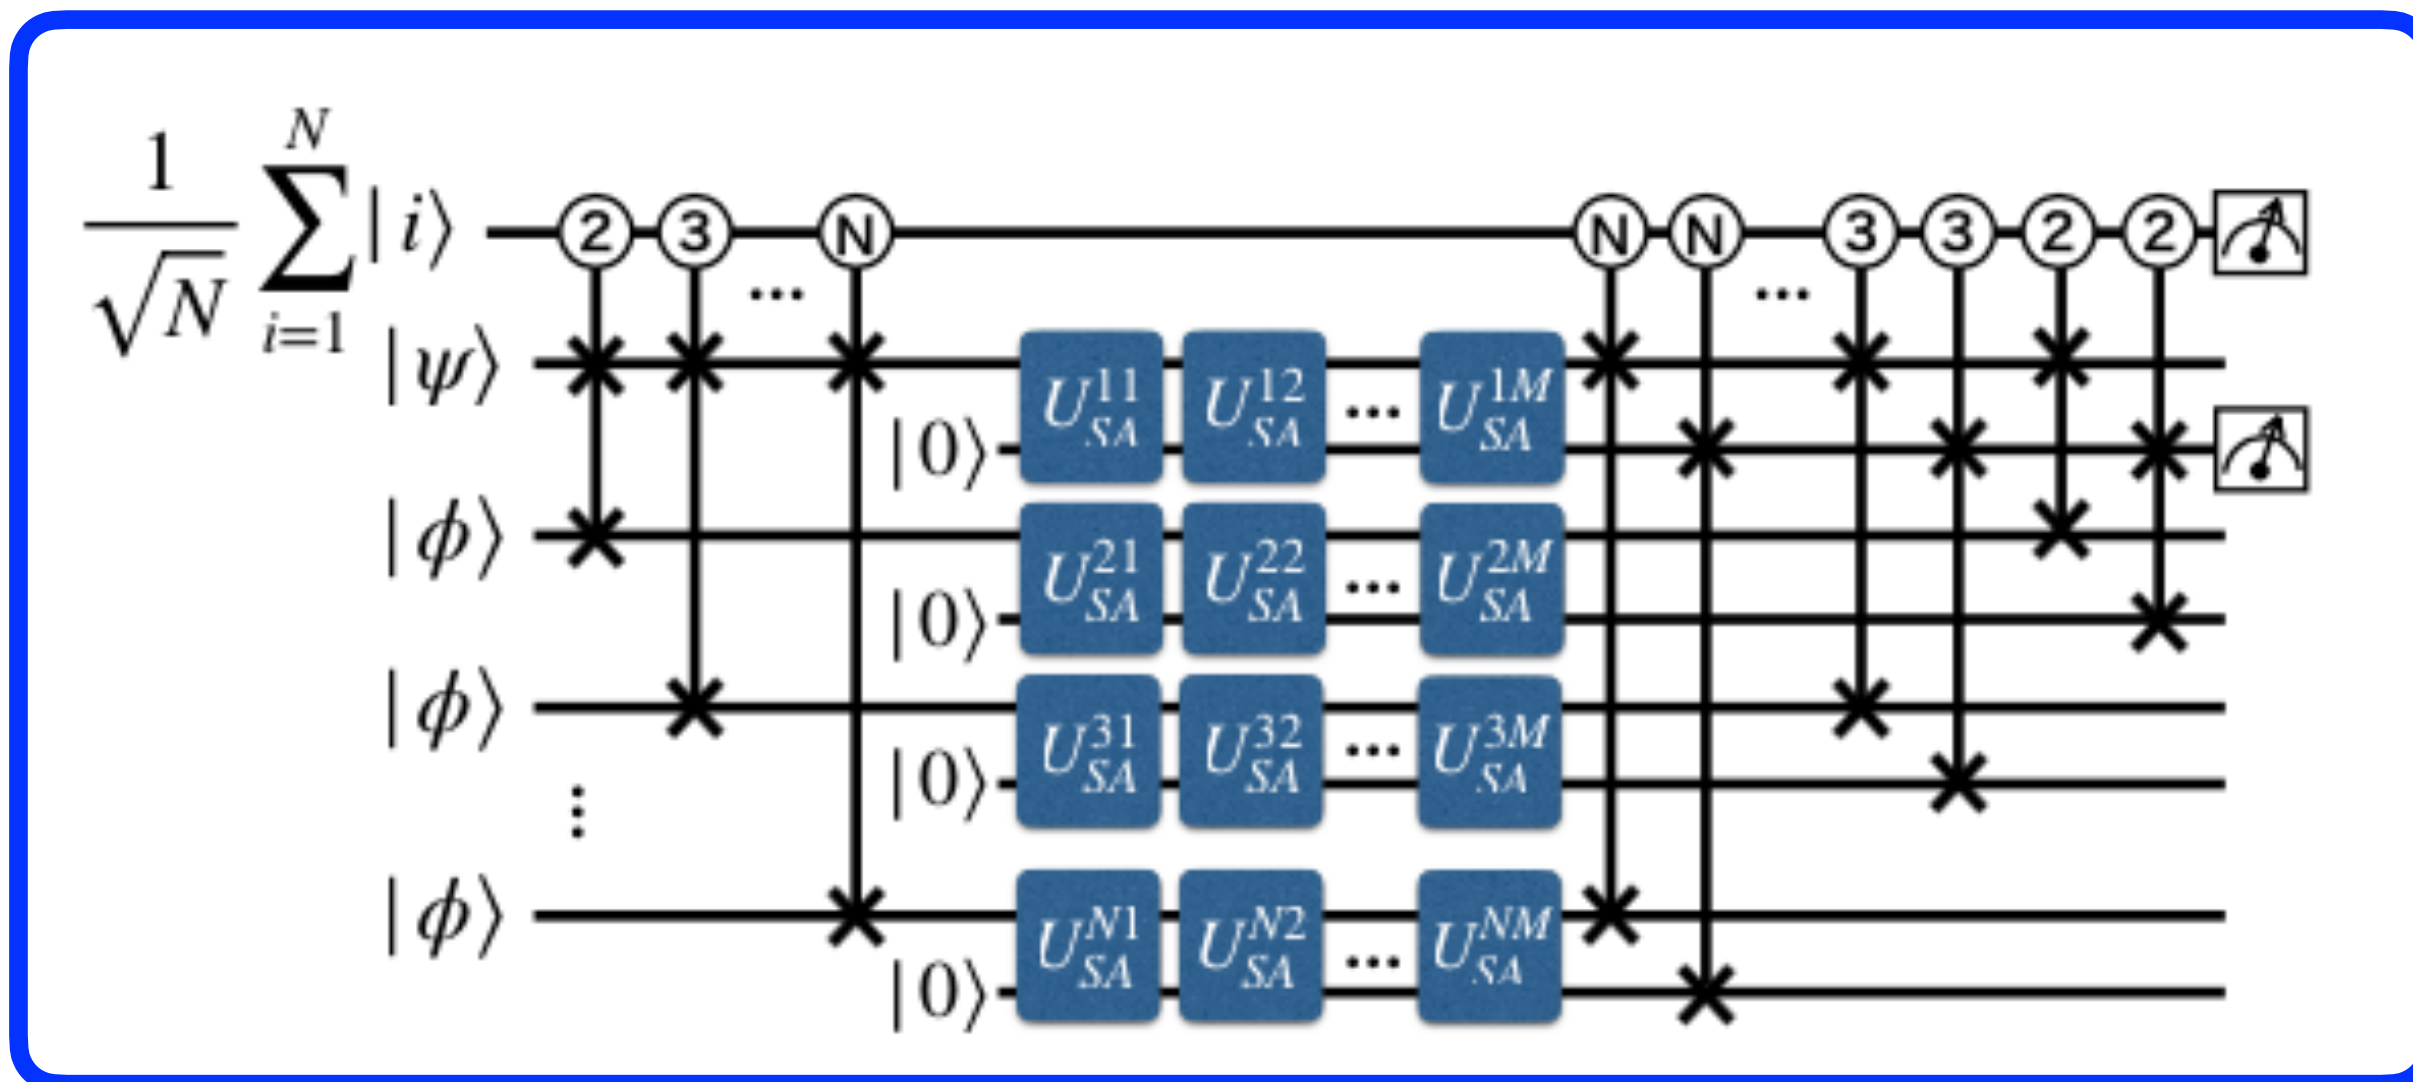 1/√N ∑ i=1 N |i⟩ 2 3 ... N N N ... 3 3 2 2
|ψ⟩ U_SA^11 U_SA^12 ... U_SA^1M
|0⟩
|ϕ⟩ U_SA^21 U_SA^22 ... U_SA^2M
|0⟩
|ϕ⟩ U_SA^31 U_SA^32 ... U_SA^3M
|0⟩
⋮
|ϕ⟩ U_SA^N1 U_SA^N2 ... U_SA^NM
|0⟩